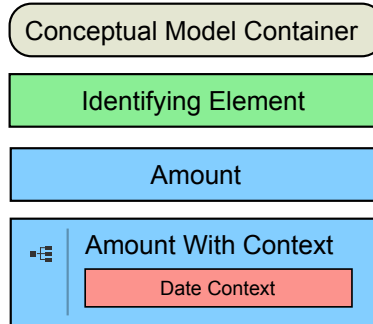 Conceptual Model Container
Identifying Element
Amount
Amount With Context
Date Context